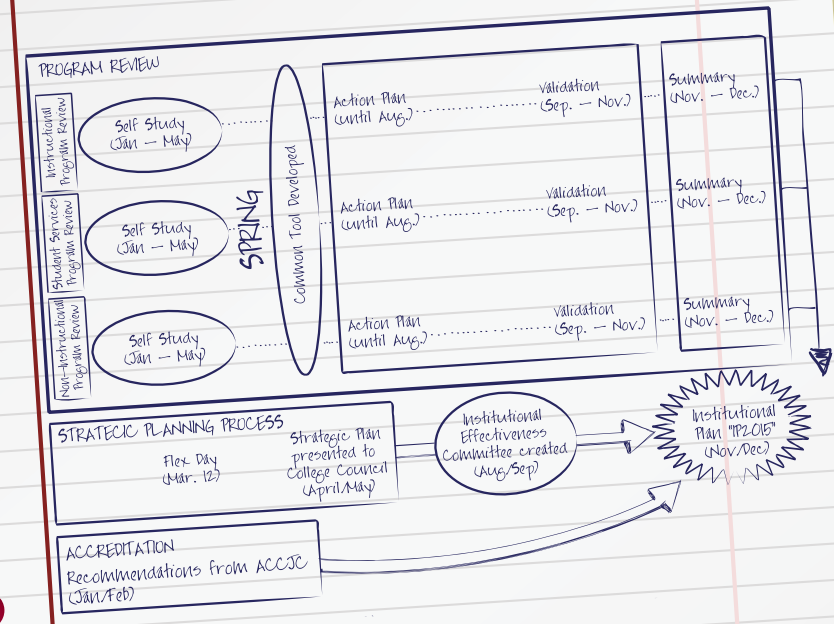 PROGRAM REVIEW
Instructional
Program Review
Self Study
(Jan – May)
Action Plan
(until Aug.)
Validation
(Sep. – Nov.)
Summary
(Nov. – Dec.)
SPRING
Common Tool Developed
Student Services
Program Review
Self Study
(Jan – May)
Action Plan
(until Aug.)
Validation
(Sep. – Nov.)
Summary
(Nov. – Dec.)
Non-Instructional
Program Review
Self Study
(Jan – May)
Action Plan
(until Aug.)
Validation
(Sep. – Nov.)
Summary
(Nov. – Dec.)
STRATEGIC PLANNING PROCESS
Flex Day
(Mar. 12)
Strategic Plan
presented to
College Council
(April/May)
Institutional
Effectiveness
Committee created
(Aug/Sep)
Institutional
Plan "IP2015"
(Nov/Dec)
ACCREDITATION
Recommendations from ACCJC
(Jan/Feb)